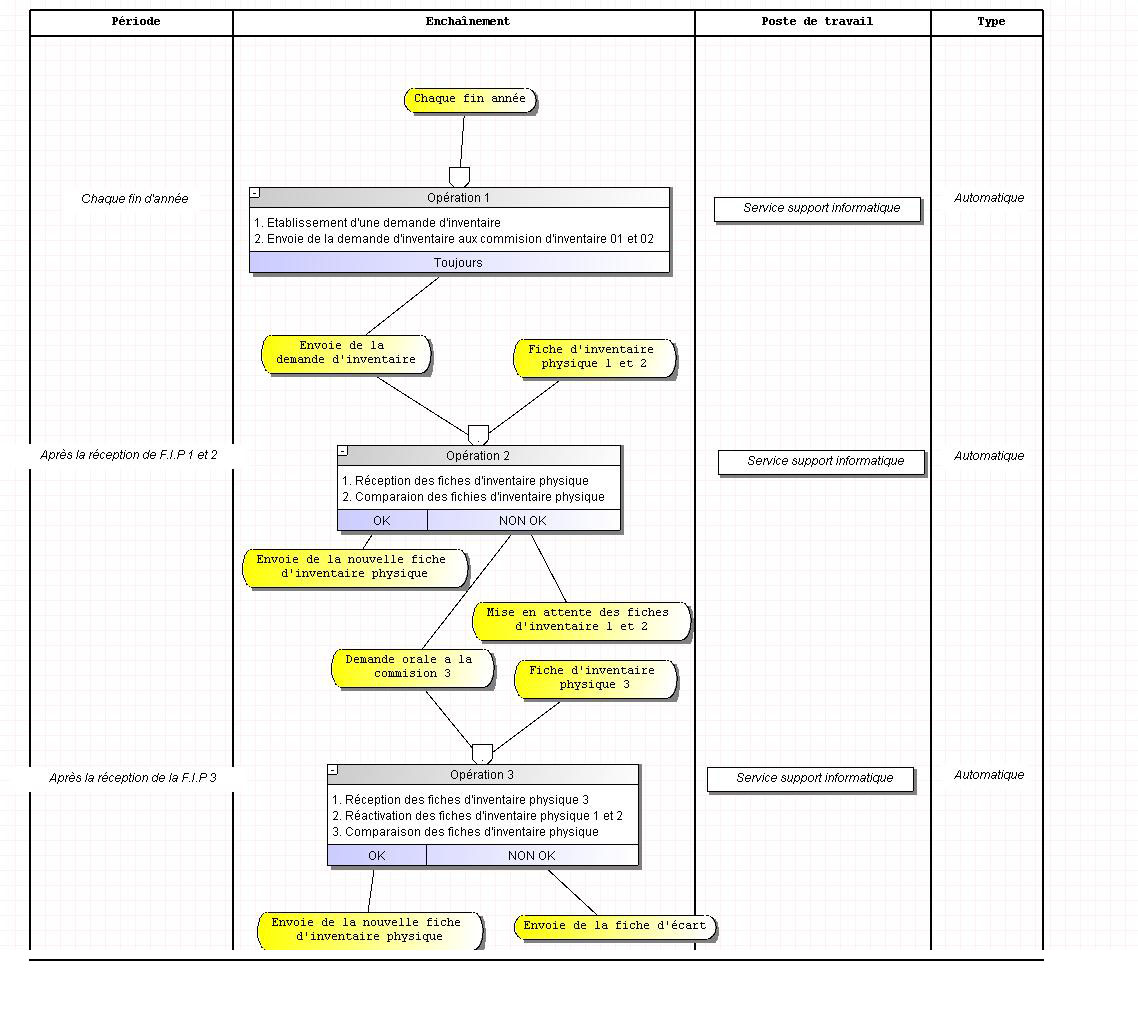 Période
Enchaînement
Poste de travail
Type
Chaque fin année
Chaque fin d'année
Opération 1
1. Etablissement d'une demande d'inventaire
2. Envoie de la demande d'inventaire aux commision d'inventaire 01 et 02
Toujours
Service support informatique
Automatique
Envoie de la
demande d'inventaire
Fiche d'inventaire
physique 1 et 2
Après la réception de F.I.P 1 et 2
Opération 2
1. Réception des fiches d'inventaire physique
2. Comparaion des fichies d'inventaire physique
OK
NON OK
Service support informatique
Automatique
Envoie de la nouvelle fiche
d'inventaire physique
Mise en attente des fiches
d'inventaire 1 et 2
Demande orale a la
commision 3
Fiche d'inventaire
physique 3
Après la réception de la F.I.P 3
Opération 3
1. Réception des fiches d'inventaire physique 3
2. Réactivation des fiches d'inventaire physique 1 et 2
3. Comparaison des fiches d'inventaire physique
OK
NON OK
Service support informatique
Automatique
Envoie de la nouvelle fiche
d'inventaire physique
Envoie de la fiche d'écart